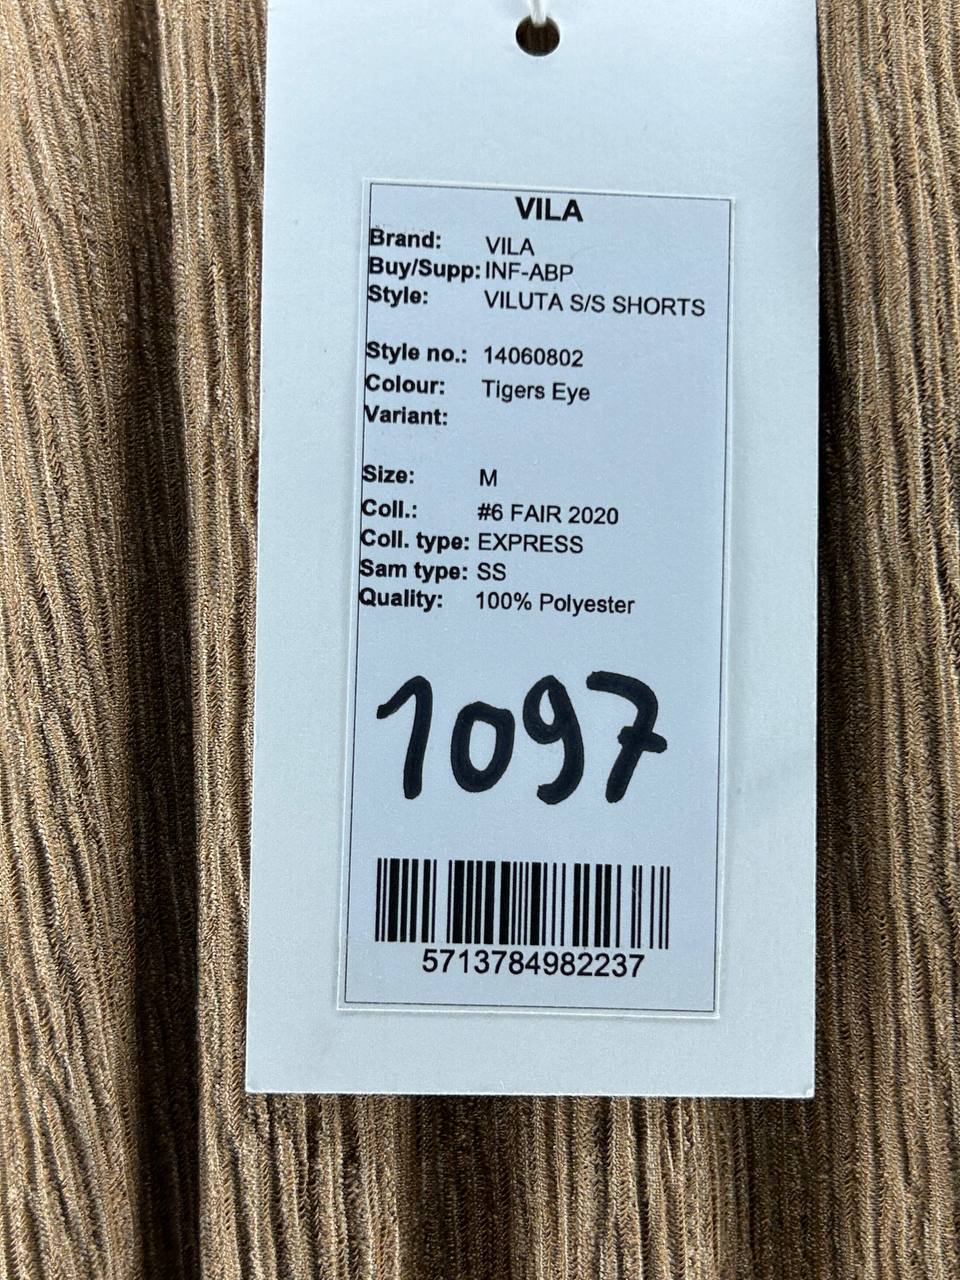 VILA
Brand: VILA
Buy/Supp: INF-ABP
Style: VILUTA S/S SHORTS
Style no.: 14060802
Colour: Tigers Eye
Variant:
Size: M
Coll.: #6 FAIR 2020
Coll. type: EXPRESS
Sam type: SS
Quality: 100% Polyester
1097
5713784982237